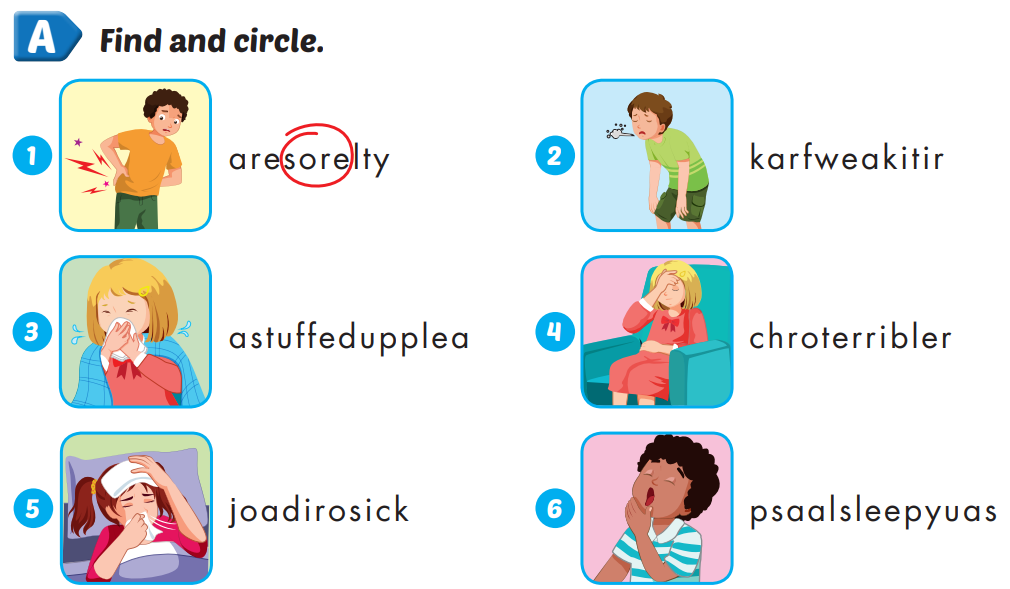 A Find and circle.
1 aresorelty
2 karfweakitir
3 astuffedupplea
4 chroterribler
5 joadirosick
6 psaalsleepyuas